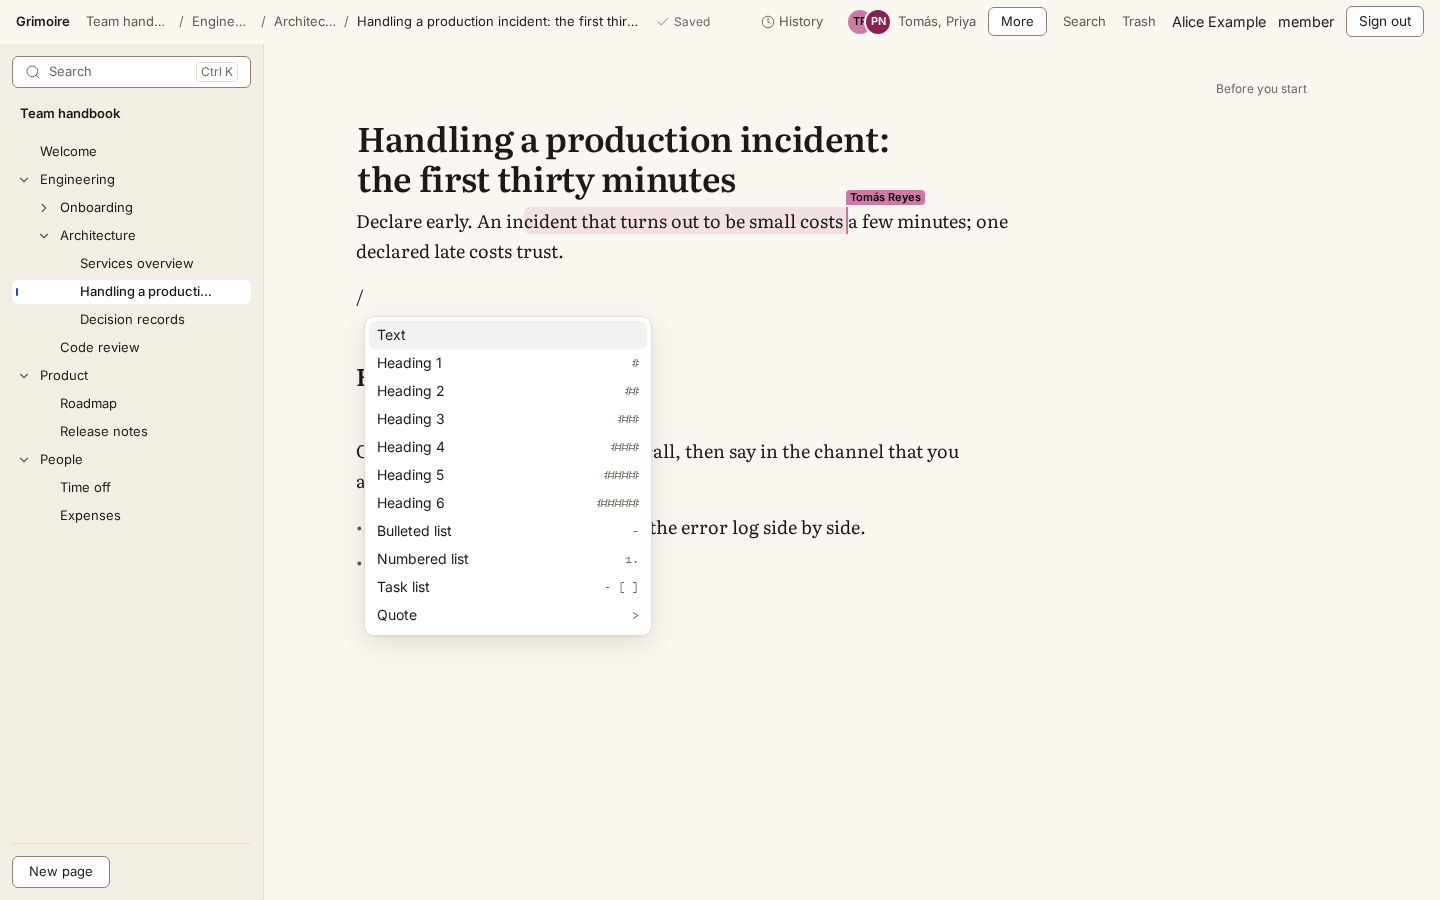 Grimoire Team hand... / Engine... / Architec... / Handling a production incident: the first thir... Saved History PN Tomás, Priya More Search Trash Alice Example member Sign out
Search Ctrl K
Team handbook
Welcome
Engineering
Onboarding
Architecture
Services overview
Handling a producti...
Decision records
Code review
Product
Roadmap
Release notes
People
Time off
Expenses
New page
Before you start
Handling a production incident:
the first thirty minutes
Tomás Reyes
Declare early. An incident that turns out to be small costs a few minutes; one
declared late costs trust.
/
Text
Heading 1 #
Heading 2 ##
Heading 3 ###
Heading 4 ####
Heading 5 #####
Heading 6 ######
Bulleted list -
Numbered list 1.
Task list - [ ]
Quote >
then say in the channel that you
the error log side by side.